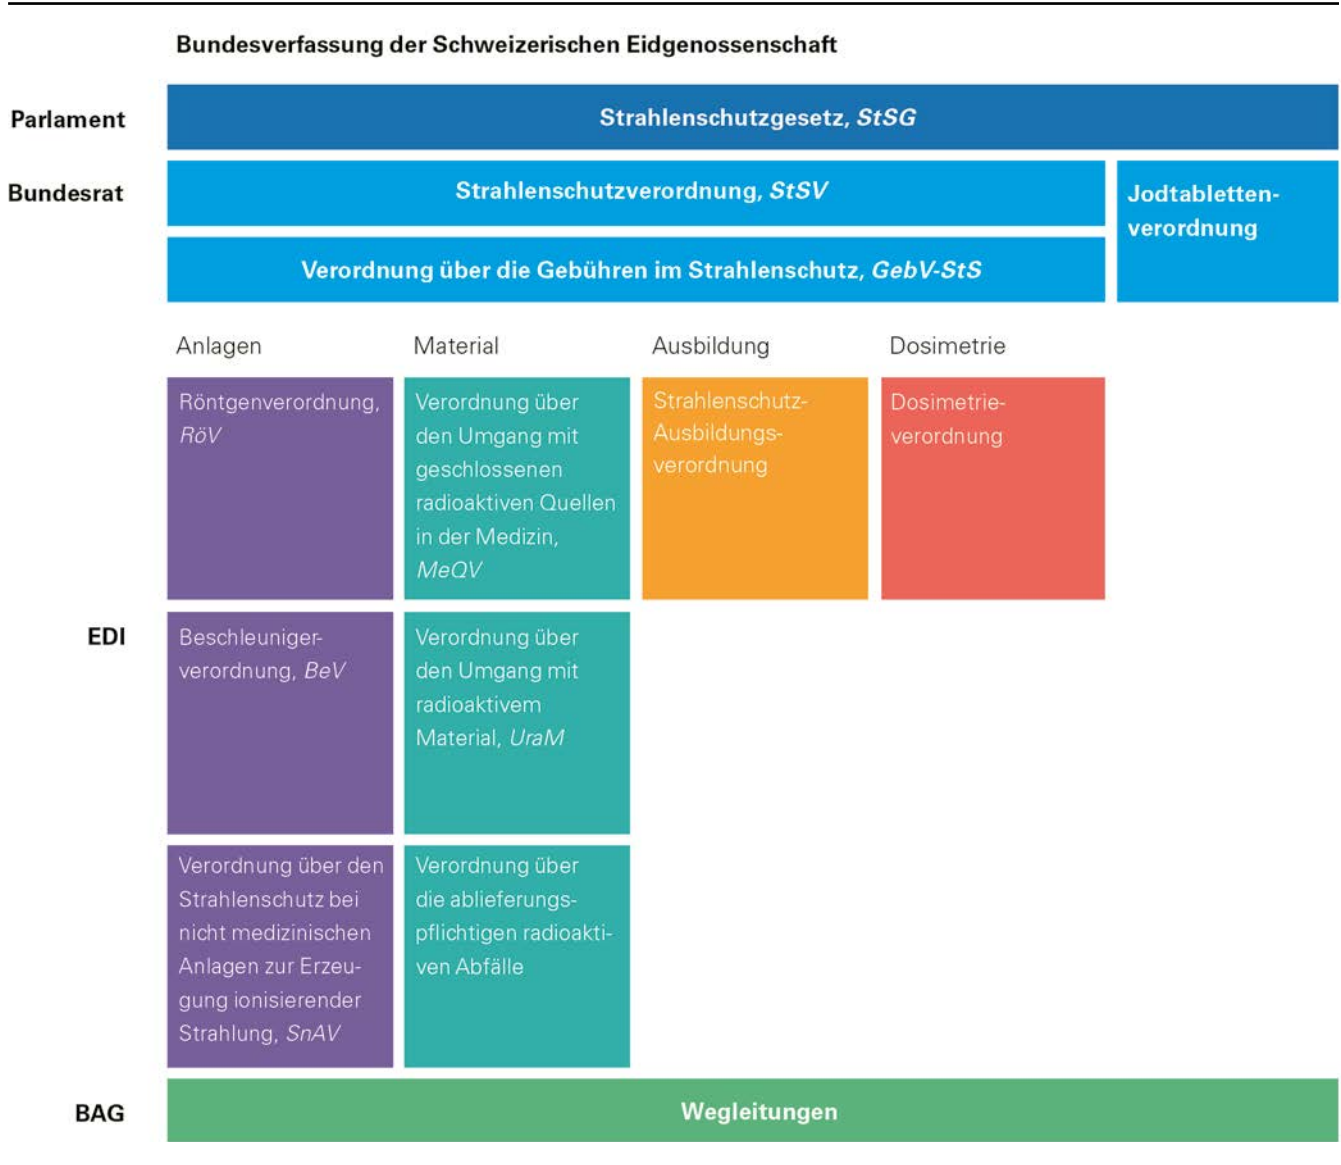 Bundesverfassung der Schweizerischen Eidgenossenschaft
Parlament
Strahlenschutzgesetz, StSG
Bundesrat
Strahlenschutzverordnung, StSV
Jodtabletten-
verordnung
Verordnung über die Gebühren im Strahlenschutz, GebV-StS
Anlagen
Material
Ausbildung
Dosimetrie
Röntgenverordnung,
RöV
Verordnung über
den Umgang mit
geschlossenen
radioaktiven Quellen
in der Medizin,
MeQV
Strahlenschutz-
Ausbildungs-
verordnung
Dosimetrie-
verordnung
EDI
Beschleuniger-
verordnung, BeV
Verordnung über
den Umgang mit
radioaktivem
Material, UraM
Verordnung über den
Strahlenschutz bei
nicht medizinischen
Anlagen zur Erzeu-
gung ionisierender
Strahlung, SnAV
Verordnung über
die ablieferungs-
pflichtigen radioakti-
ven Abfälle
BAG
Wegleitungen